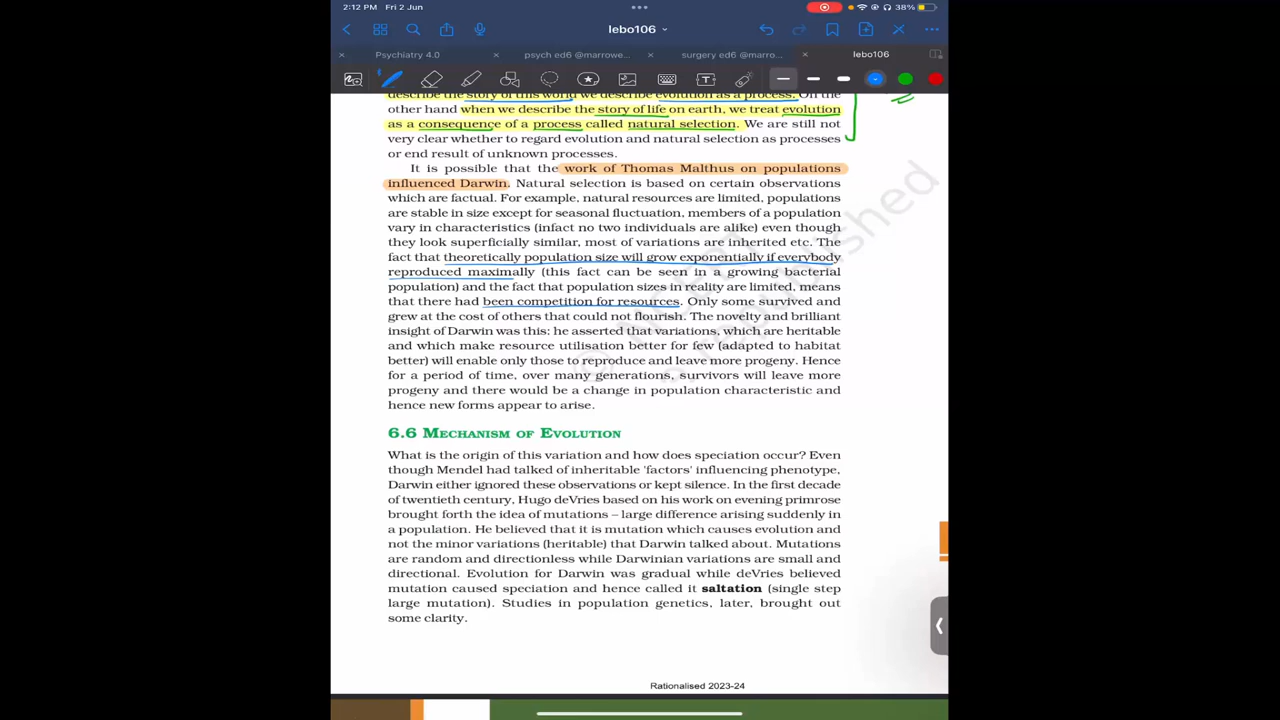 2:12 PM Fri 2 Jun
38%
lebo106
Psychiatry 4.0
psych ed6 @marrowe...
surgery ed6 @marro...
lebo106
describe the story of this world we describe evolution as a process. On the
other hand when we describe the story of life on earth, we treat evolution
as a consequence of a process called natural selection. We are still not
very clear whether to regard evolution and natural selection as processes
or end result of unknown processes.
It is possible that the work of Thomas Malthus on populations
influenced Darwin. Natural selection is based on certain observations
which are factual. For example, natural resources are limited, populations
are stable in size except for seasonal fluctuation, members of a population
vary in characteristics (infact no two individuals are alike) even though
they look superficially similar, most of variations are inherited etc. The
fact that theoretically population size will grow exponentially if everybody
reproduced maximally (this fact can be seen in a growing bacterial
population) and the fact that population sizes in reality are limited, means
that there had been competition for resources. Only some survived and
grew at the cost of others that could not flourish. The novelty and brilliant
insight of Darwin was this: he asserted that variations, which are heritable
and which make resource utilisation better for few (adapted to habitat
better) will enable only those to reproduce and leave more progeny. Hence
for a period of time, over many generations, survivors will leave more
progeny and there would be a change in population characteristic and
hence new forms appear to arise.
6.6 MECHANISM OF EVOLUTION
What is the origin of this variation and how does speciation occur? Even
though Mendel had talked of inheritable 'factors' influencing phenotype,
Darwin either ignored these observations or kept silence. In the first decade
of twentieth century, Hugo deVries based on his work on evening primrose
brought forth the idea of mutations – large difference arising suddenly in
a population. He believed that it is mutation which causes evolution and
not the minor variations (heritable) that Darwin talked about. Mutations
are random and directionless while Darwinian variations are small and
directional. Evolution for Darwin was gradual while deVries believed
mutation caused speciation and hence called it saltation (single step
large mutation). Studies in population genetics, later, brought out
some clarity.
Rationalised 2023-24